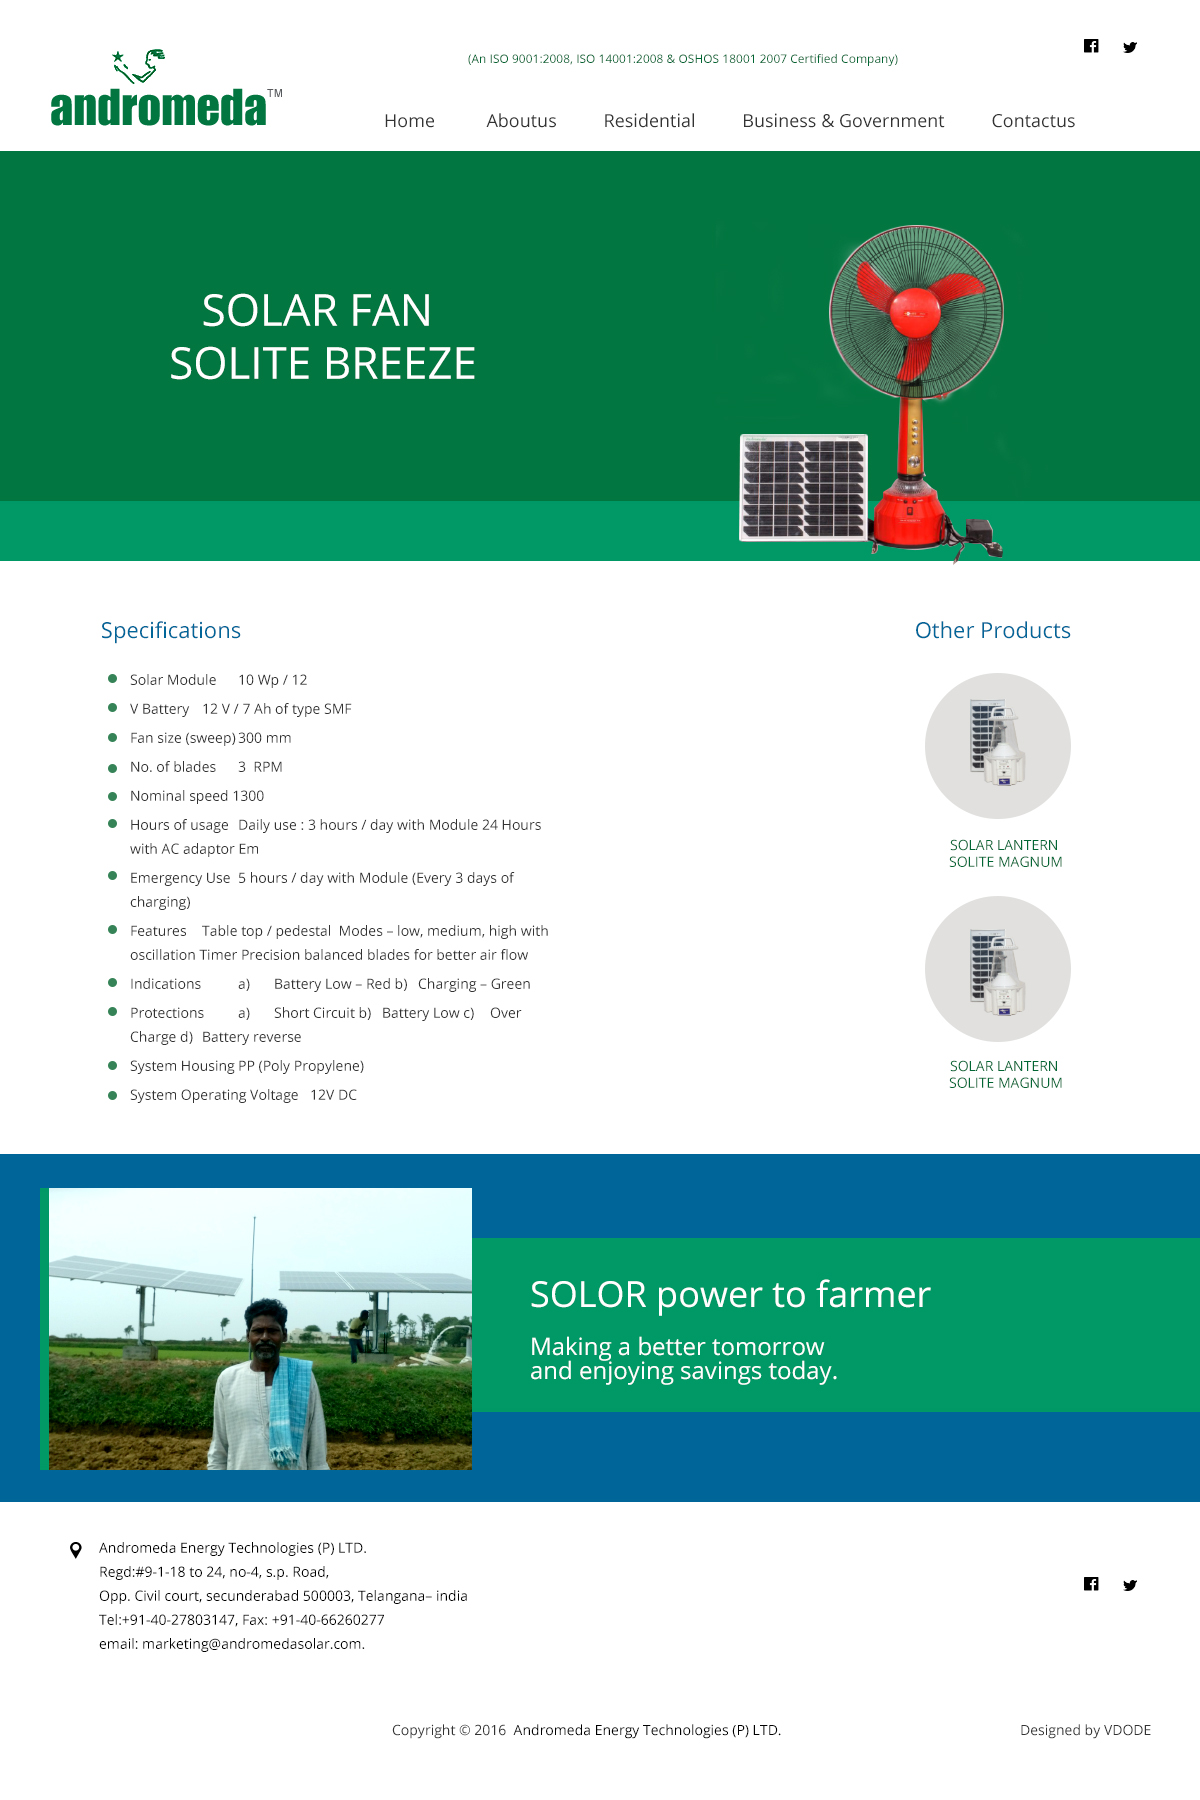 (An ISO 9001:2008, ISO 14001:2008 & OSHOS 18001 2007 Certified Company)
andromeda™
Home Aboutus Residential Business & Government Contactus
SOLAR FAN
SOLITE BREEZE
Specifications
Solar Module 10 Wp / 12
V Battery 12 V / 7 Ah of type SMF
Fan size (sweep) 300 mm
No. of blades 3 RPM
Nominal speed 1300
Hours of usage Daily use : 3 hours / day with Module 24 Hours
with AC adaptor Em
Emergency Use 5 hours / day with Module (Every 3 days of
charging)
Features Table top / pedestal Modes – low, medium, high with
oscillation Timer Precision balanced blades for better air flow
Indications a) Battery Low – Red b) Charging – Green
Protections a) Short Circuit b) Battery Low c) Over
Charge d) Battery reverse
System Housing PP (Poly Propylene)
System Operating Voltage 12V DC
Other Products
SOLAR LANTERN
SOLITE MAGNUM
SOLAR LANTERN
SOLITE MAGNUM
SOLOR power to farmer
Making a better tomorrow
and enjoying savings today.
Andromeda Energy Technologies (P) LTD.
Regd:#9-1-18 to 24, no-4, s.p. Road,
Opp. Civil court, secunderabad 500003, Telangana– india
Tel:+91-40-27803147, Fax: +91-40-66260277
email: marketing@andromedasolar.com.
Copyright © 2016 Andromeda Energy Technologies (P) LTD.
Designed by VDODE